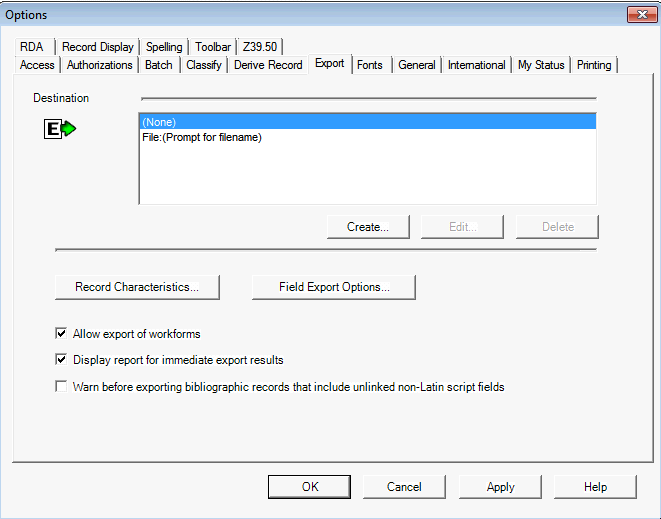 Options
RDA Record Display Spelling Toolbar Z39.50
Access Authorizations Batch Classify Derive Record Export Fonts General International My Status Printing
Destination
E
(None)
File:(Prompt for filename)
Create... Edit... Delete
Record Characteristics... Field Export Options...
Allow export of workforms
Display report for immediate export results
Warn before exporting bibliographic records that include unlinked non-Latin script fields
OK Cancel Apply Help